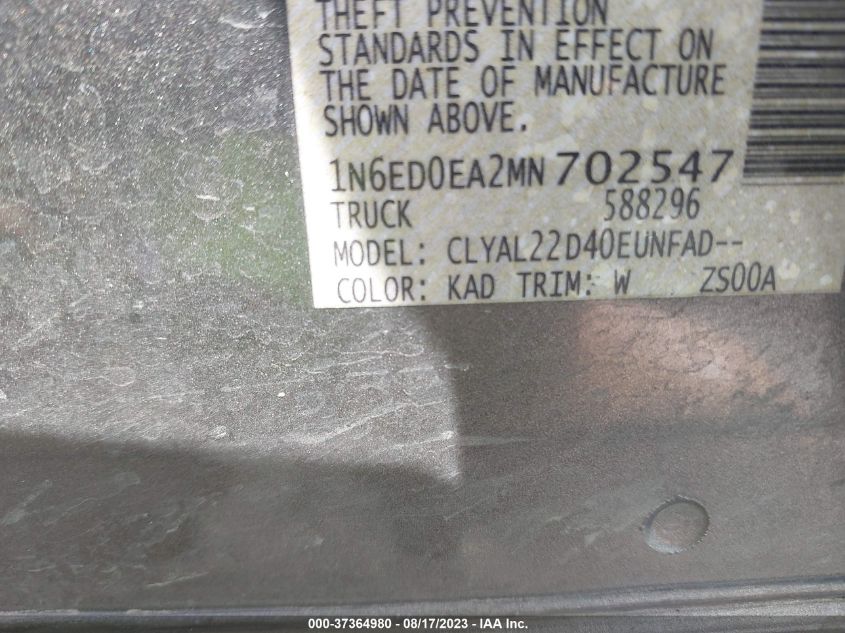 THEFT PREVENTION
STANDARDS IN EFFECT ON
THE DATE OF MANUFACTURE
SHOWN ABOVE.
1N6ED0EA2MN702547
TRUCK 588296
MODEL: CLYAL22D40EUNFAD--
COLOR: KAD TRIM: W ZS00A
000-37364980 - 08/17/2023 - IAA Inc.